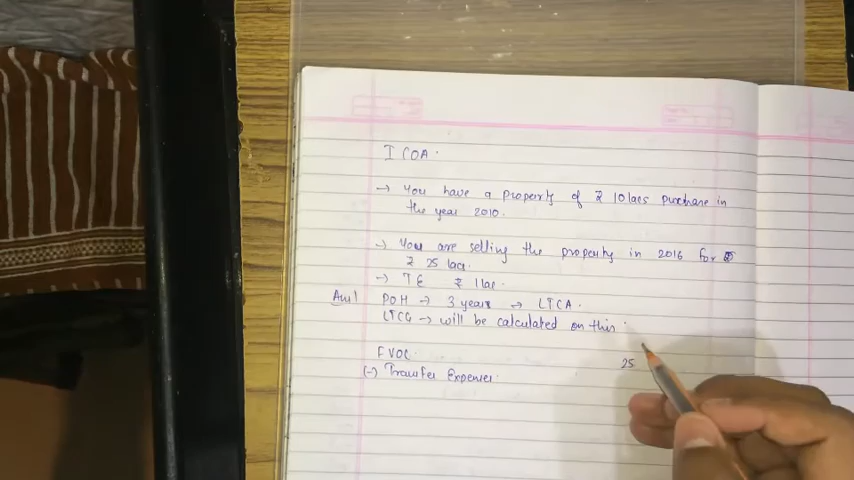 I COA.
→ You have a property of ₹ 10 lacs purchase in
the year 2010.
→ You are selling the property in 2016 for
₹ 25 lacs.
→ TE ₹ 1 lac.
Ans! POH → 3 years → LTCA.
LTCG → will be calculated on this.
FVOC. 25
(-) Transfer Expenses